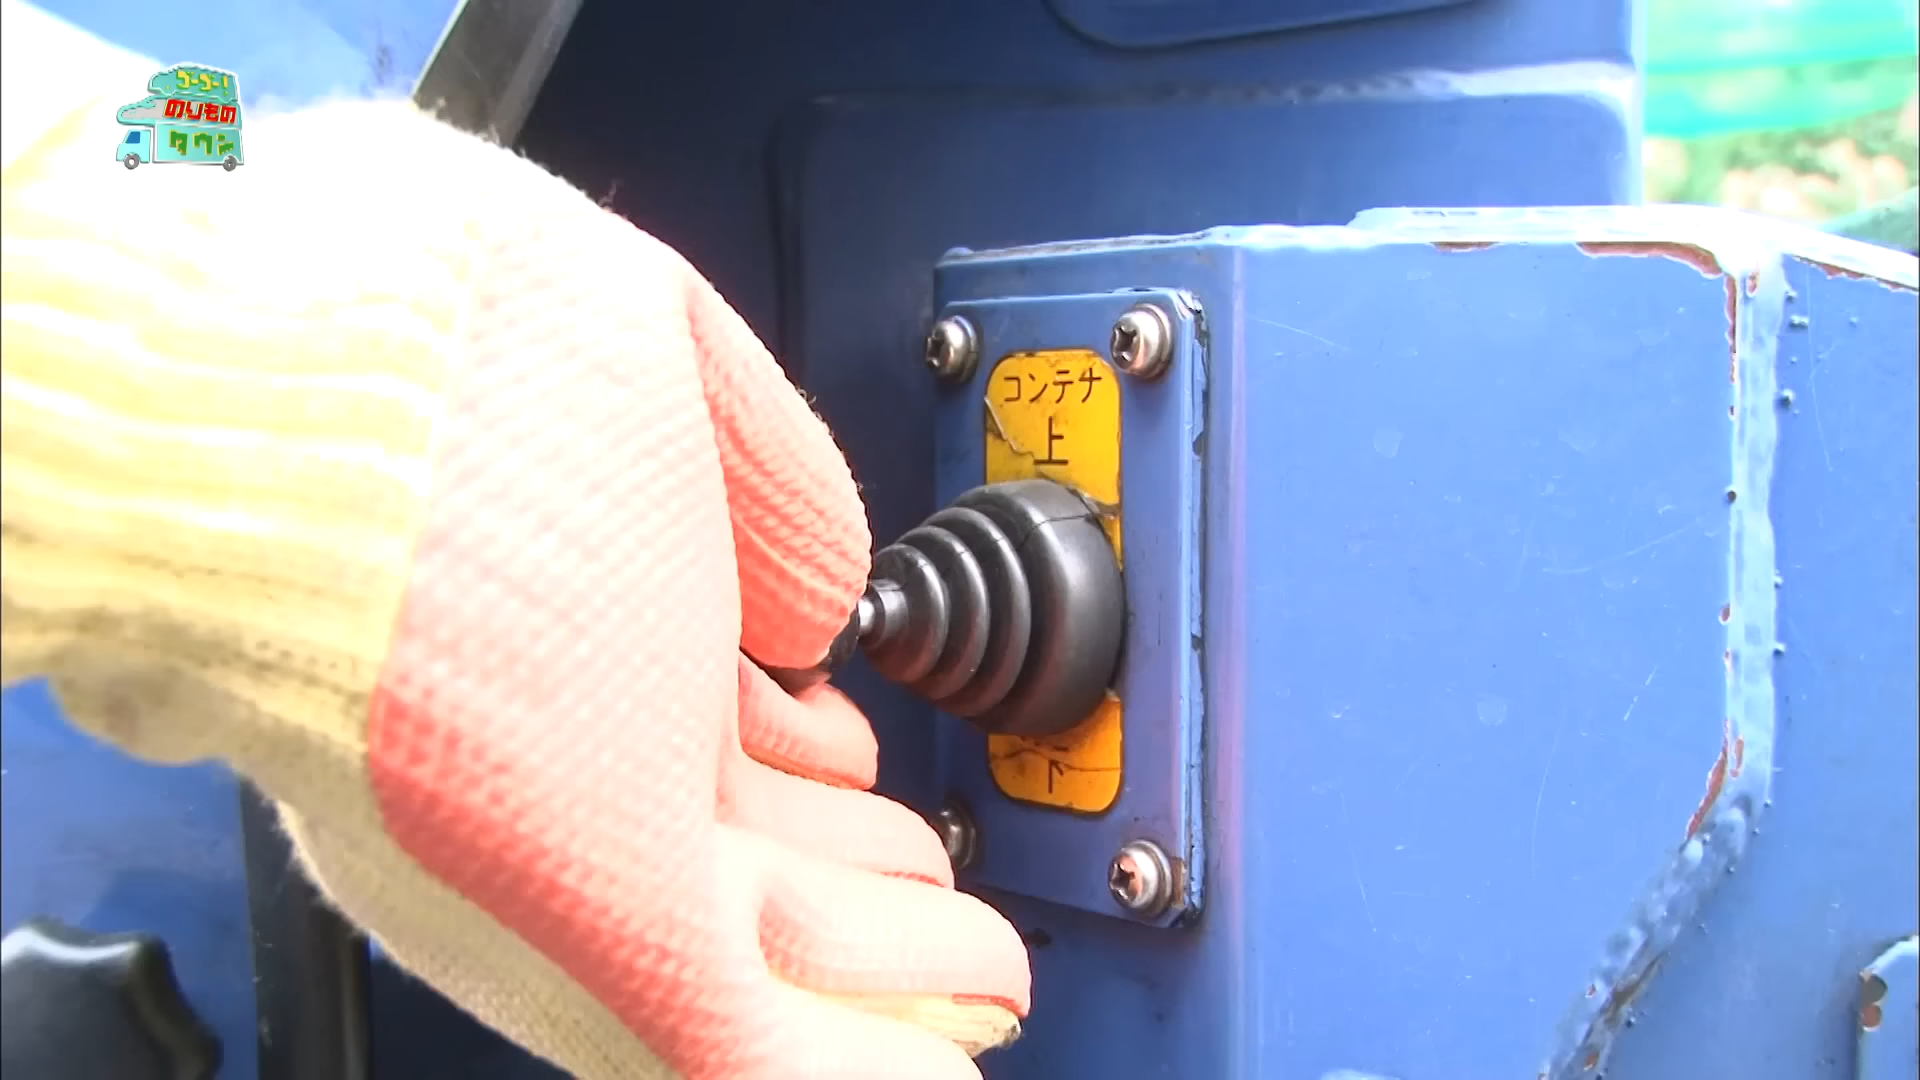 ゴーゴー!
のりもの
タウン
コンテナ
上
下